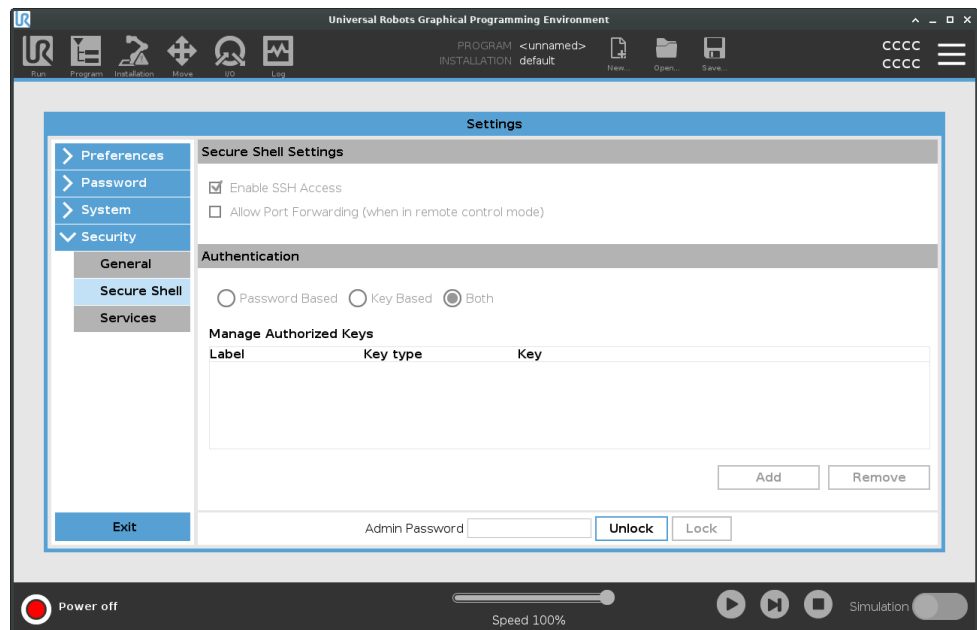 Universal Robots Graphical Programming Environment
UR
Run
Program
Installation
Move
I/O
Log
PROGRAM <unnamed>
INSTALLATION default
New...
Open...
Save...
CCCC
CCCC
Settings
Preferences
Password
System
Security
General
Secure Shell
Services
Exit
Secure Shell Settings
Enable SSH Access
Allow Port Forwarding (when in remote control mode)
Authentication
Password Based Key Based Both
Manage Authorized Keys
Label Key type Key
Add Remove
Admin Password Unlock Lock
Power off
Speed 100%
Simulation